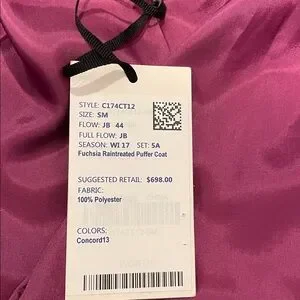 STYLE: C174CT12
SIZE: SM
FLOW: JB 44
FULL FLOW: JB
SEASON: WI 17 SET: 5A
Fuchsia Raintreated Puffer Coat
SUGGESTED RETAIL: $698.00
FABRIC:
100% Polyester
COLORS:
Concord13